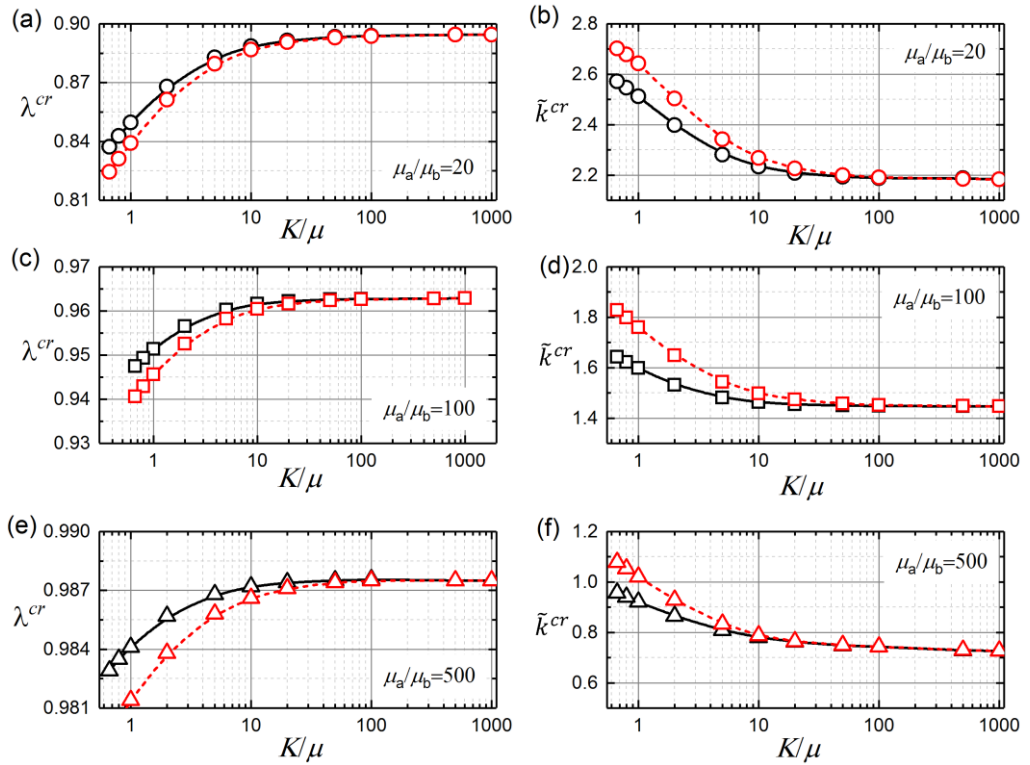 (a)
0.90
0.87
0.84
0.81
λ^cr
μa/μb=20
1 10 100 1000
K/μ
(b)
2.8
2.6
2.4
2.2
k̃^cr
μa/μb=20
1 10 100 1000
K/μ
(c)
0.97
0.96
0.95
0.94
0.93
λ^cr
μa/μb=100
1 10 100 1000
K/μ
(d)
2.0
1.8
1.6
1.4
k̃^cr
μa/μb=100
1 10 100 1000
K/μ
(e)
0.990
0.987
0.984
0.981
λ^cr
μa/μb=500
1 10 100 1000
K/μ
(f)
1.2
1.0
0.8
0.6
k̃^cr
μa/μb=500
1 10 100 1000
K/μ